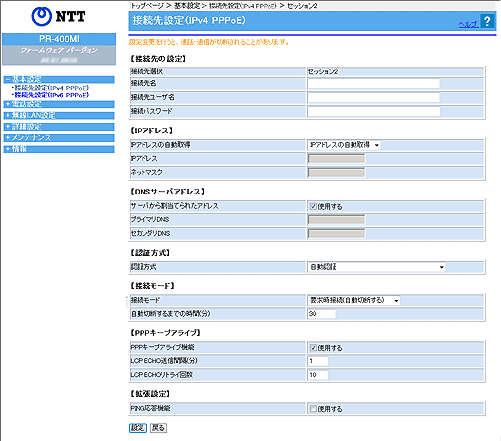 NTT
PR-400MI
ファームウェア バージョン
基本設定
接続先設定(IPv4 PPPoE)
接続先設定(IPv6 PPPoE)
電話設定
無線LAN設定
詳細設定
メンテナンス
情報
トップページ > 基本設定 > 接続先設定(IPv4 PPPoE) > セッション2
接続先設定(IPv4 PPPoE)
ヘルプ ?
設定変更を行うと、通話・通信が切断されることがあります。
【接続先の設定】
接続先選択 セッション2
接続先名
接続先ユーザ名
接続パスワード
【IPアドレス】
IPアドレスの自動取得 IPアドレスの自動取得
IPアドレス
ネットマスク
【DNSサーバアドレス】
サーバから割当てられたアドレス 使用する
プライマリDNS
セカンダリDNS
【認証方式】
認証方式 自動認証
【接続モード】
接続モード 要求時接続(自動切断する)
自動切断するまでの時間(分) 30
【PPPキープアライブ】
PPPキープアライブ機能 使用する
LCP ECHO送信間隔(分) 1
LCP ECHOリトライ回数 10
【拡張設定】
PING応答機能 使用する
設定 戻る